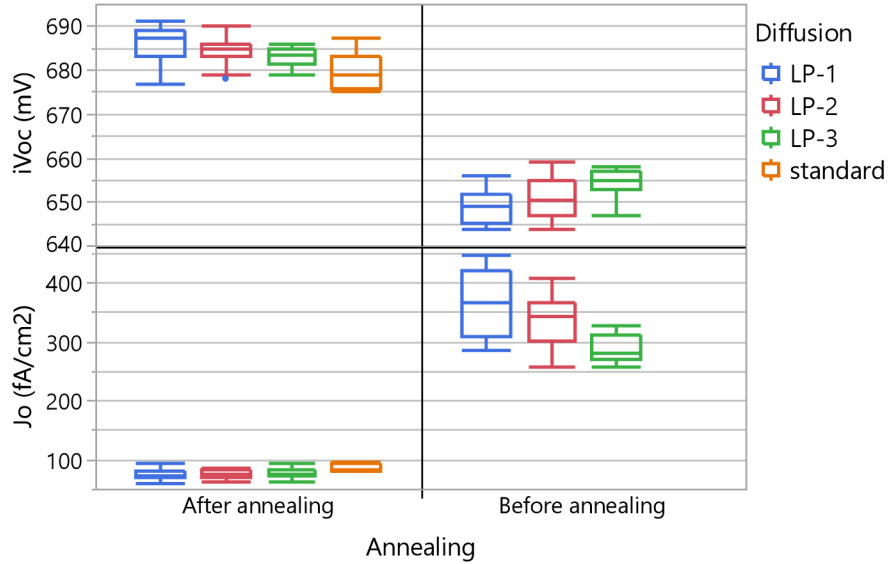 690
680
670
660
650
640
iVoc (mV)
400
300
200
100
Jo (fA/cm2)
After annealing
Before annealing
Annealing
Diffusion
LP-1
LP-2
LP-3
standard